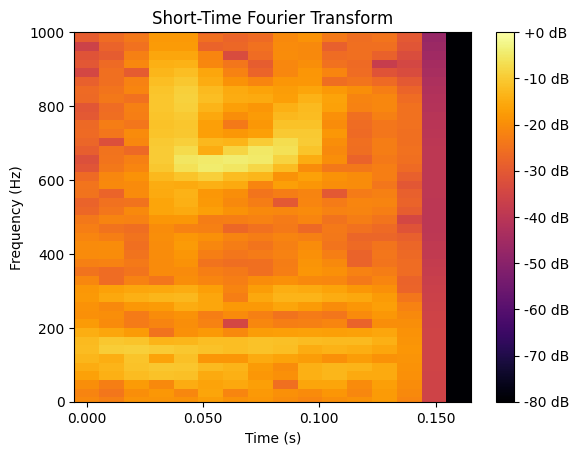 Short-Time Fourier Transform
Frequency (Hz)
1000
800
600
400
200
0
0.000
0.050
0.100
0.150
Time (s)
+0 dB
-10 dB
-20 dB
-30 dB
-40 dB
-50 dB
-60 dB
-70 dB
-80 dB